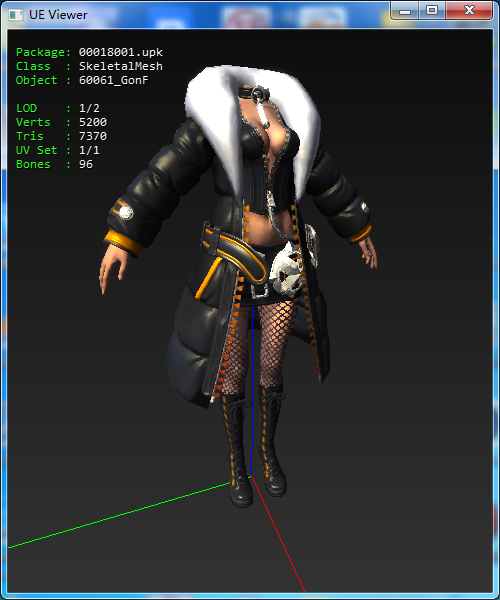 UE Viewer
Package: 00018001.upk
Class : SkeletalMesh
Object : 60061_GonF
LOD : 1/2
Verts : 5200
Tris : 7370
UV Set : 1/1
Bones : 96